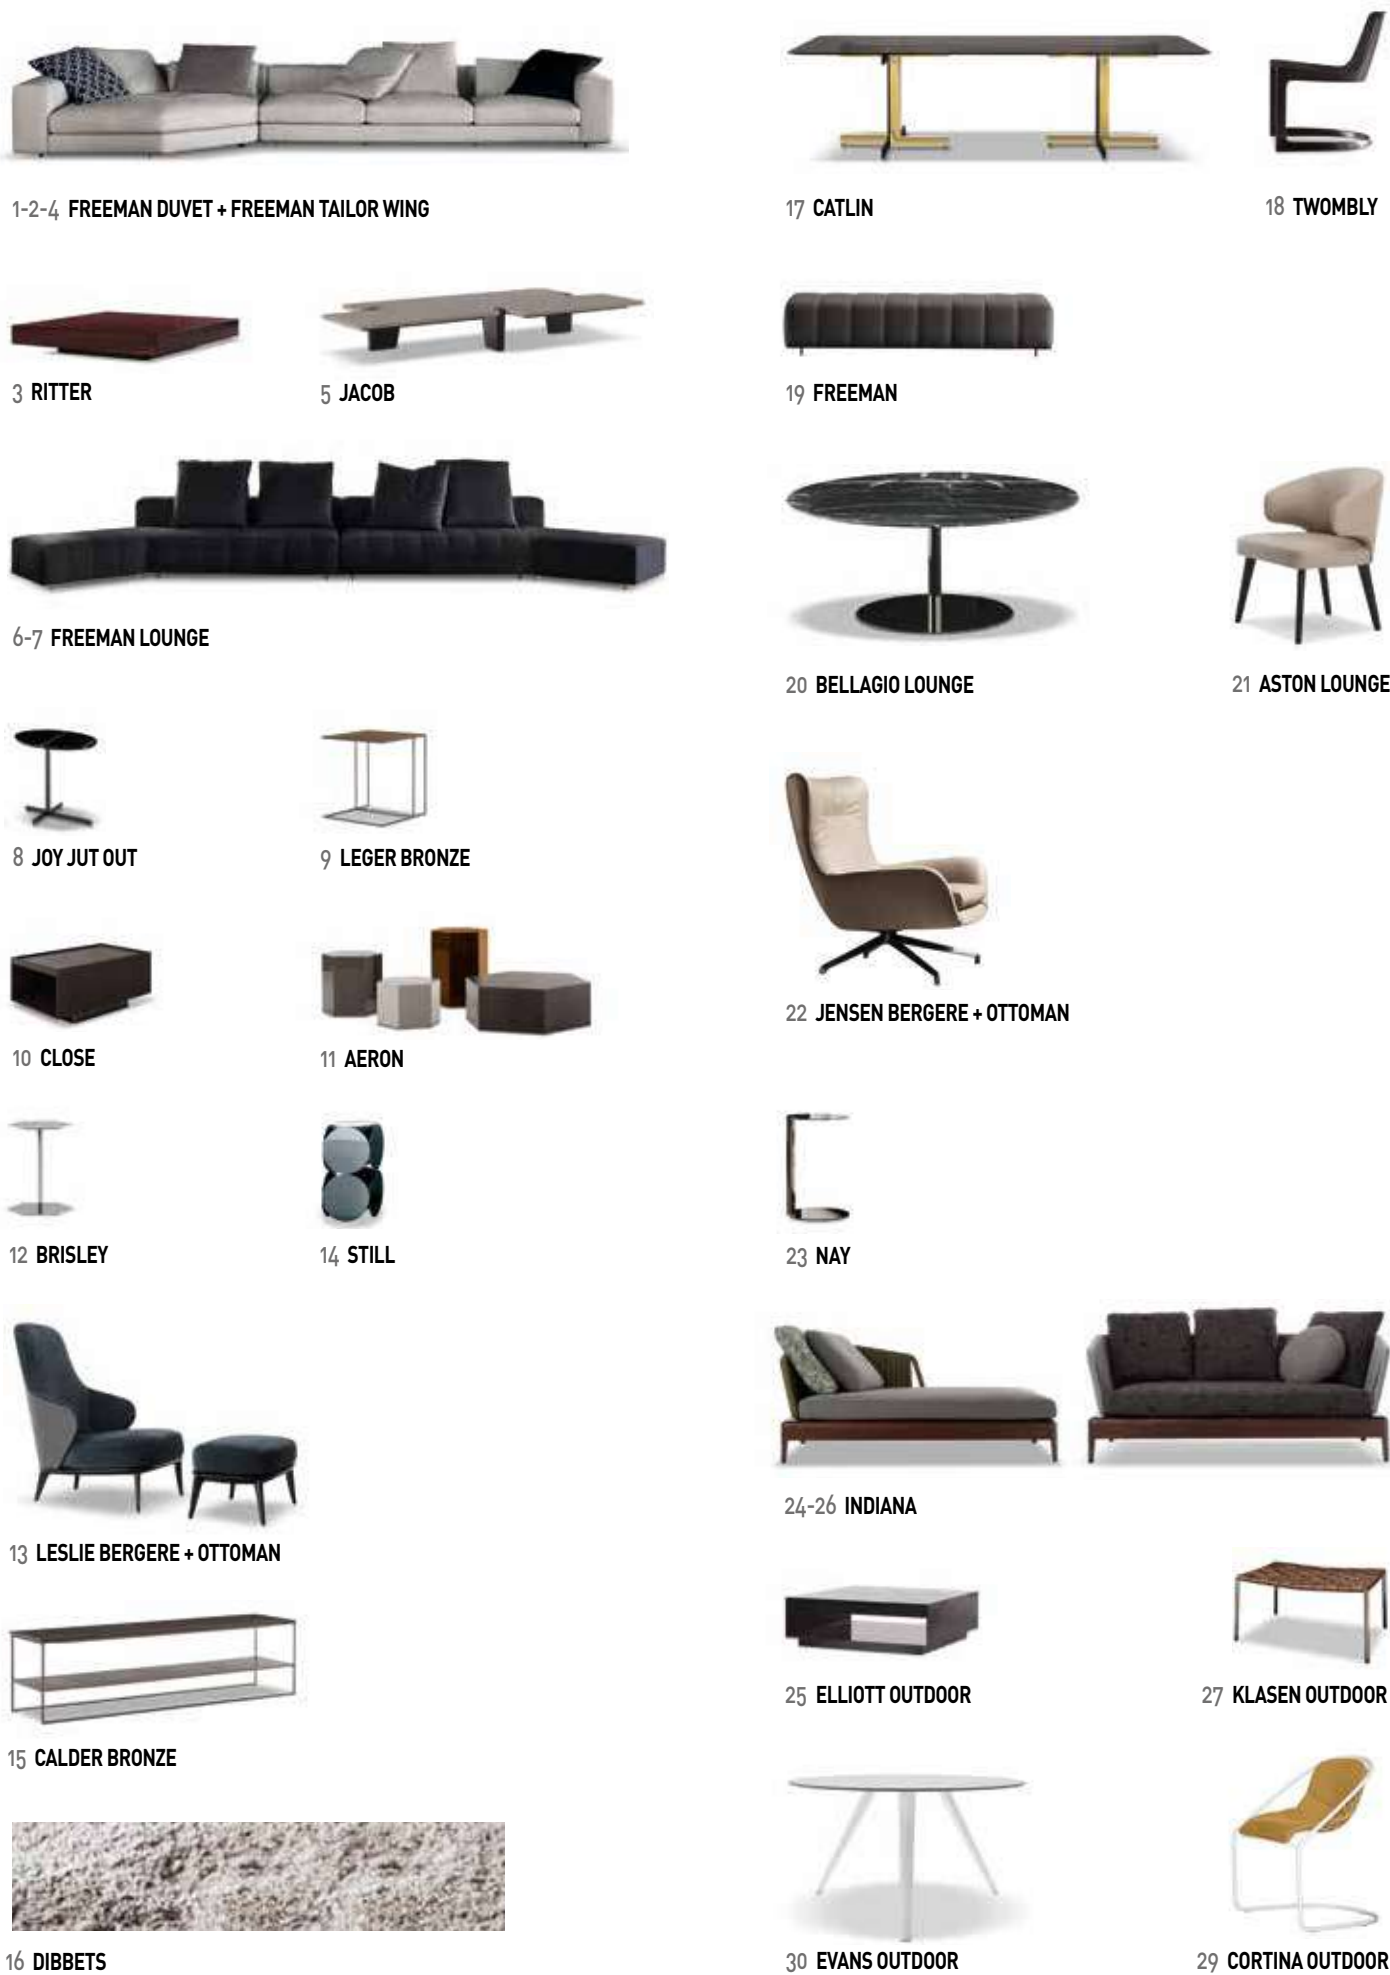 1-2-4 FREEMAN DUVET + FREEMAN TAILOR WING
17 CATLIN
18 TWOMBLY
3 RITTER
5 JACOB
19 FREEMAN
6-7 FREEMAN LOUNGE
20 BELLAGIO LOUNGE
21 ASTON LOUNGE
8 JOY JUT OUT
9 LEGER BRONZE
22 JENSEN BERGERE + OTTOMAN
10 CLOSE
11 AERON
12 BRISLEY
14 STILL
23 NAY
24-26 INDIANA
13 LESLIE BERGERE + OTTOMAN
25 ELLIOTT OUTDOOR
27 KLASEN OUTDOOR
15 CALDER BRONZE
16 DIBBETS
30 EVANS OUTDOOR
29 CORTINA OUTDOOR